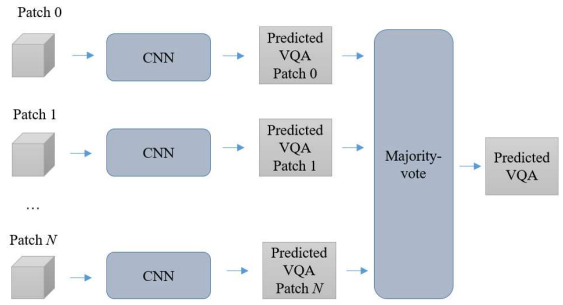 Patch 0
CNN
Predicted
VQA
Patch 0
Patch 1
CNN
Predicted
VQA
Patch 1
Majority-
vote
Predicted
VQA
...
Patch N
CNN
Predicted
VQA
Patch N